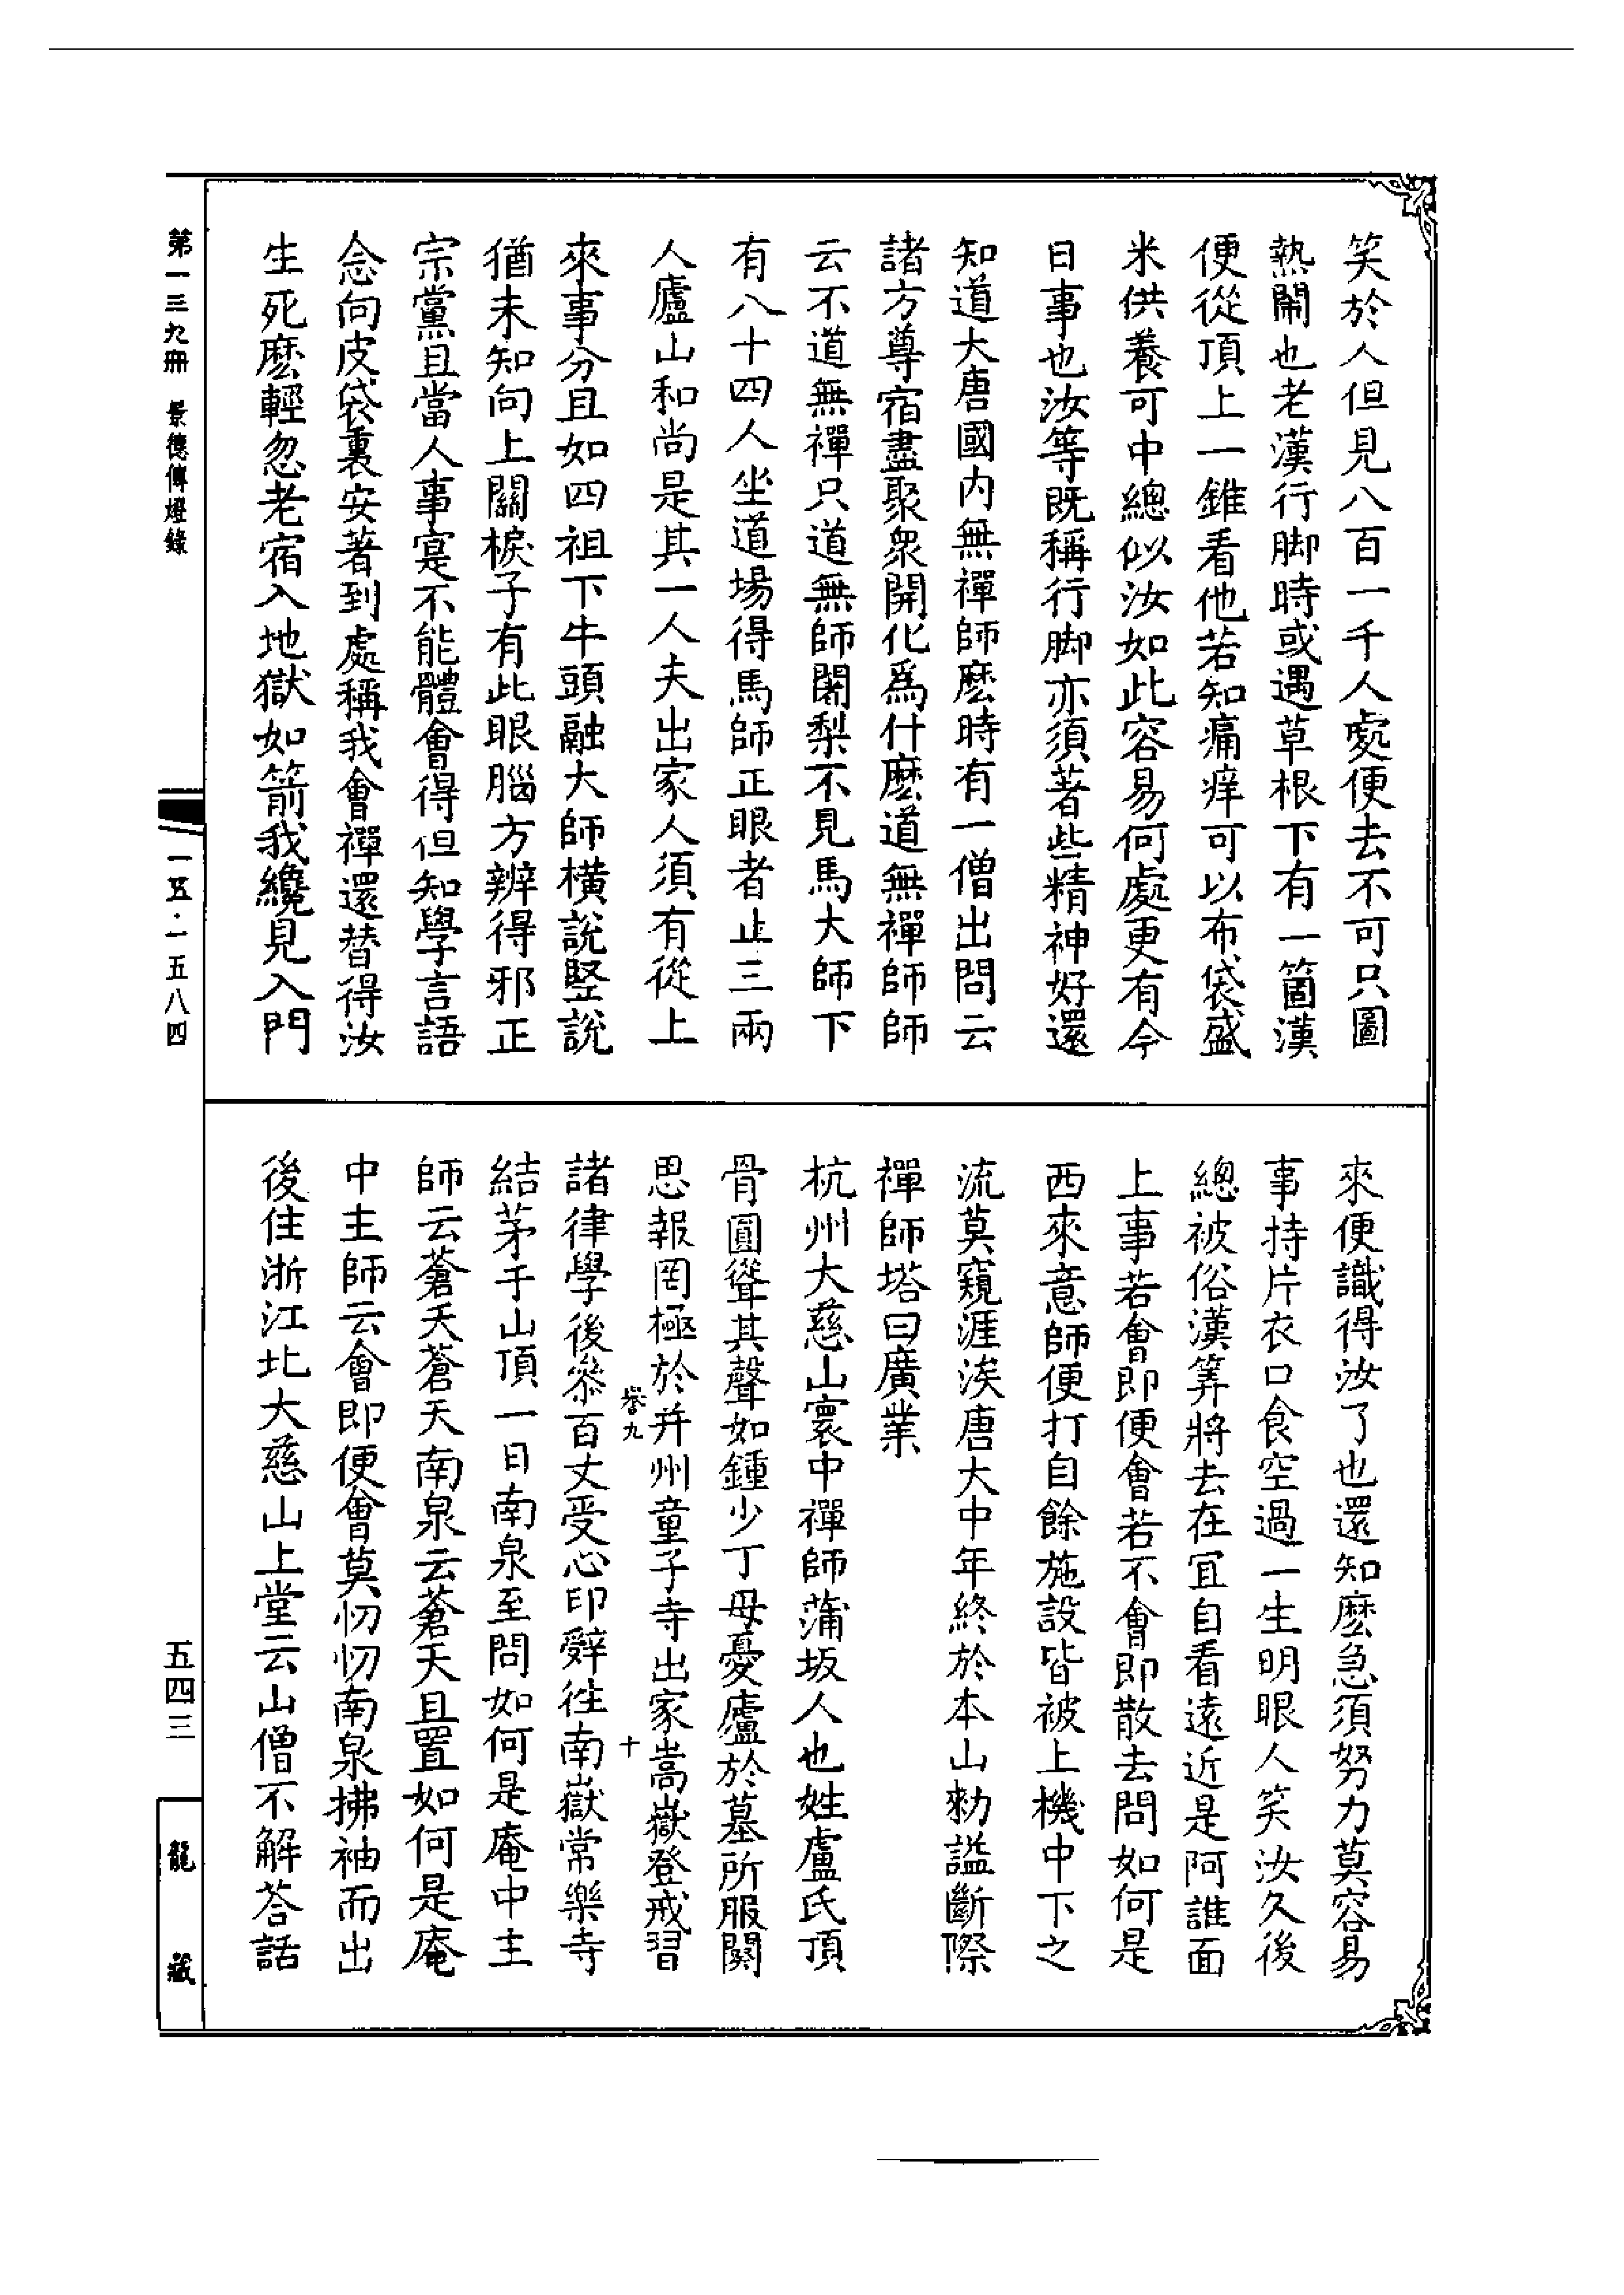 笑於人但見八百一千人處便去不可只圖
熱鬧也老漢行脚時或遇草根下有一箇漢
便從頂上一錐看他若知痛痒可以布袋盛
米供養可中總似汝如此容易何處更有今
日事也汝等既稱行脚亦須著些精神好還
知道大唐國内無禪師麽時有一僧出問云
諸方尊宿盡聚衆開化爲什麽道無禪師師
云不道無禪只道無師闍梨不見馬大師下
有八十四人坐道場得馬師正眼者止三兩
人廬山和尚是其一人夫出家人須有從上
來事分且如四祖下牛頭融大師橫說竪說
猶未知向上關棙子有此眼腦方辨得邪正
宗黨且當人事寔不能體會得但知學言語
念向皮袋裏安著到處稱我會禪還替得汝
生死麽輕忽老宿入地獄如箭我纔見入門
來便識得汝了也還知麽急須努力莫容易
事持片衣口食空過一生明眼人笑汝久後
總被俗漢筭將去在宜自看遠近是阿誰面
上事若會即便會若不會即散去問如何是
西來意師便打自餘施設皆被上機中下之
流莫窺涯涘唐大中年終於本山勑諡斷際
禪師塔曰廣業
杭州大慈山寰中禪師蒲坂人也姓盧氏頂
骨圓聳其聲如鍾少丁母憂廬於墓所服闋
思報罔極於并州童子寺出家嵩嶽登戒習
諸律學後叅百丈受心印辭往南嶽常樂寺
結茅于山頂一日南泉至問如何是庵中主
師云蒼天蒼天南泉云蒼天且置如何是庵
中主師云會即便會莫忉忉南泉拂袖而出
後住浙江北大慈山上堂云山僧不解荅話
卷九
十
第一三九冊 景德傳燈錄
一五·一五八四
五四三
龍藏